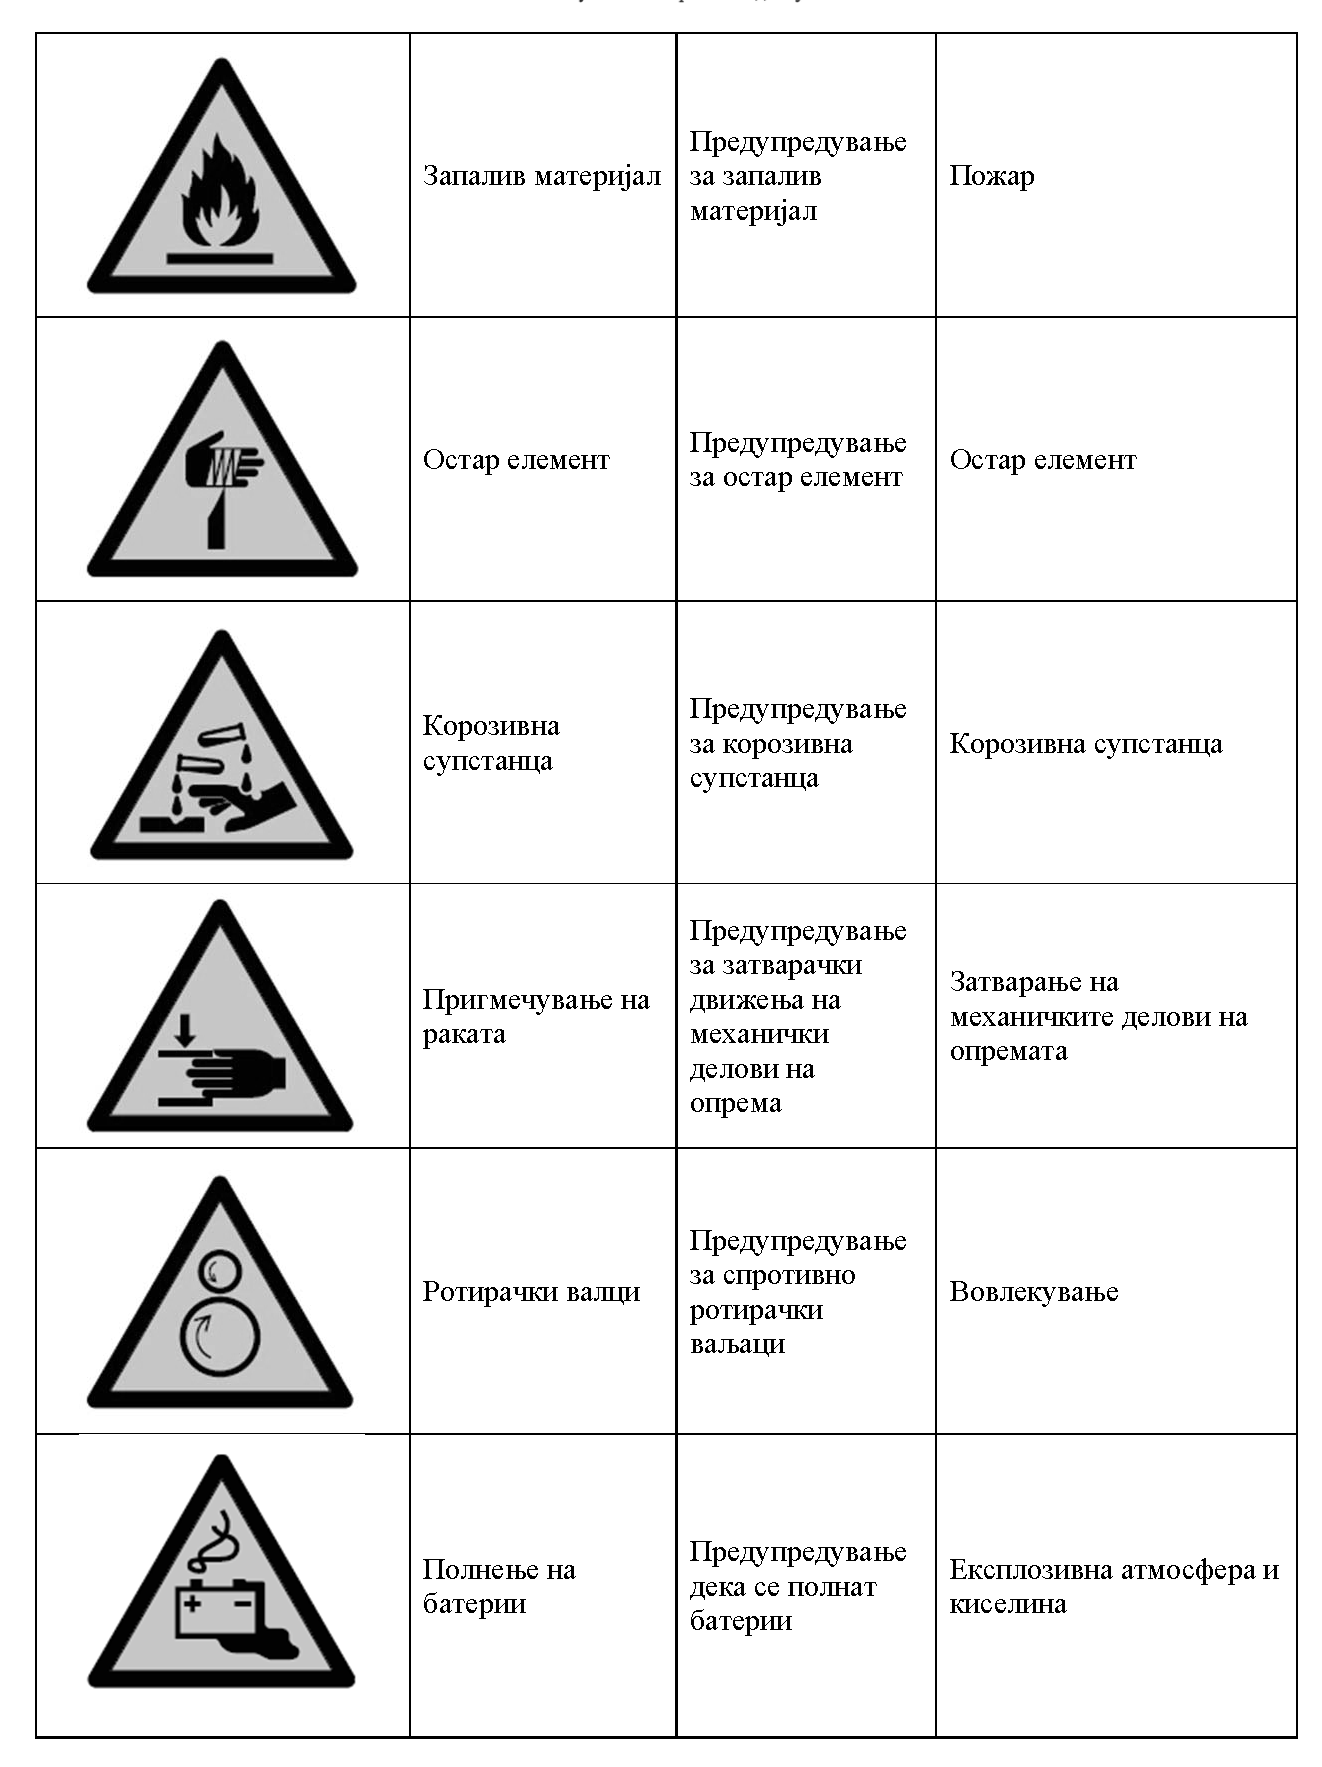 Запалив материјал
Предупредување
за запалив
материјал
Пожар
Остар елемент
Предупредување
за остар елемент
Остар елемент
Корозивна
супстанца
Предупредување
за корозивна
супстанца
Корозивна супстанца
Пригмечување на
раката
Предупредување
за затварачки
движења на
механички
делови на
опрема
Затварање на
механичките делови на
опремата
Ротирачки валци
Предупредување
за спротивно
ротирачки
ваљаци
Вовлекување
Полнење на
батерии
Предупредување
дека се полнат
батерии
Експлозивна атмосфера и
киселина